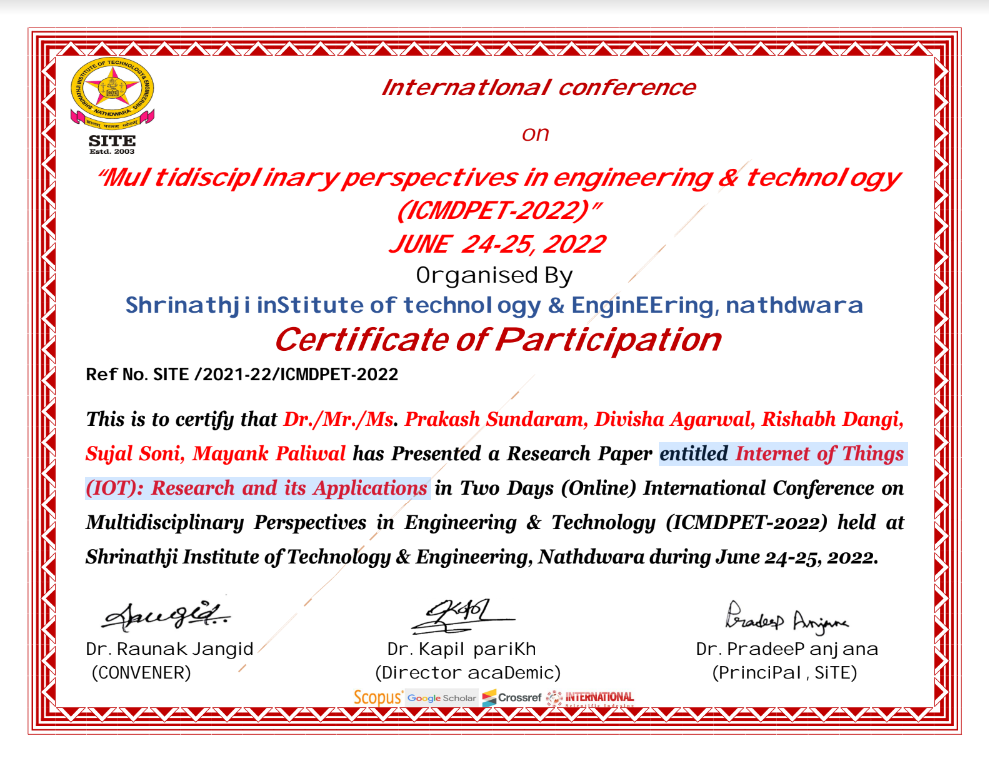 SHRINATHJI INSTITUTE OF TECHNOLOGY & ENGINEERING
NATHDWARA
SITE
Estd. 2003
International conference
on
“Multidisciplinary perspectives in engineering & technology
(ICMDPET-2022)”
JUNE 24-25, 2022
Organised By
Shrinathji inStitute of technology & EnginEEring, nathdwara
Certificate of Participation
Ref No. SITE /2021-22/ICMDPET-2022
This is to certify that Dr./Mr./Ms. Prakash Sundaram, Divisha Agarwal, Rishabh Dangi,
Sujal Soni, Mayank Paliwal has Presented a Research Paper entitled Internet of Things
(IOT): Research and its Applications in Two Days (Online) International Conference on
Multidisciplinary Perspectives in Engineering & Technology (ICMDPET-2022) held at
Shrinathji Institute of Technology & Engineering, Nathdwara during June 24-25, 2022.
Pradeep Anjana
Dr. Raunak Jangid
Dr. Kapil pariKh
Dr. PradeeP anjana
(CONVENER)
(Director acaDemic)
(PrinciPal, SiTE)
Scopus Google Scholar Crossref INTERNATIONAL
Scientific Indexing